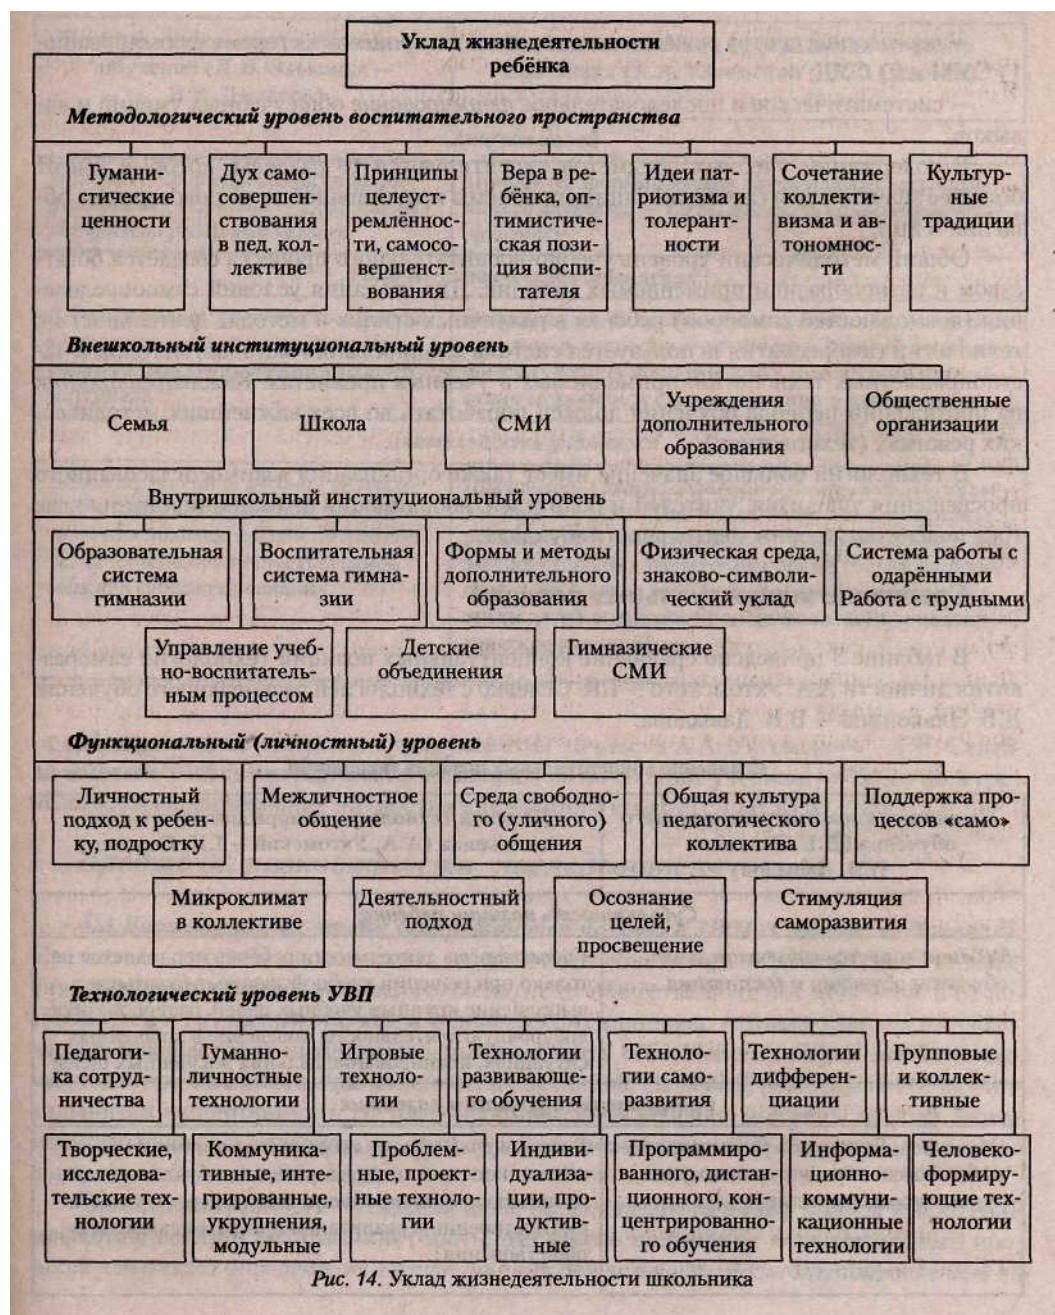 Уклад жизнедеятельности
ребёнка
Методологический уровень воспитательного пространства
Гумани-
стические
ценности
Дух само-
совершен-
ствования
в пед. кол-
лективе
Принципы
целеуст-
ремлённос-
ти, самосо-
вершенст-
вования
Вера в ре-
бёнка, оп-
тимистиче-
ская пози-
ция воспи-
тателя
Идеи пат-
риотизма и
толерант-
ности
Сочетание
коллекти-
визма и ав-
тономнос-
ти
Культур-
ные
традиции
Внешкольный институциональный уровень
Семья
Школа
СМИ
Учреждения
дополнительного
образования
Общественные
организации
Внутришкольный институциональный уровень
Образовательная
система
гимназии
Воспитательная
система гимна-
зии
Формы и методы
дополнительного
образования
Физическая среда,
знаково-символи-
ческий уклад
Система работы с
одарёнными
Работа с трудными
Управление учеб-
но-воспитатель-
ным процессом
Детские
объединения
Гимназические
СМИ
Функциональный (личностный) уровень
Личностный
подход к ребен-
ку, подростку
Межличностное
общение
Среда свободно-
го (уличного)
общения
Общая культура
педагогического
коллектива
Поддержка про-
цессов «само»
Микроклимат
в коллективе
Деятельностный
подход
Осознание
целей,
просвещение
Стимуляция
саморазвития
Технологический уровень УВП
Педагоги-
ка сотруд-
ничества
Гуманно-
личностные
технологии
Игровые
техноло-
гии
Технологии
развивающе-
го обучения
Техноло-
гии само-
развития
Технологии
дифферен-
циации
Групповые
и коллек-
тивные
Творческие,
исследова-
тельские тех-
нологии
Коммуника-
тивные, инте-
грированные,
укрупнения,
модульные
Проблем-
ные, проект-
ные техноло-
гии
Индиви-
дуализа-
ции, про-
дуктив-
ные
Программиро-
ванного, дистан-
ционного, кон-
центрированно-
го обучения
Информа-
ционно-
коммуни-
кационные
технологии
Человеко-
формиру-
ющие тех-
нологии
Рис. 14. Уклад жизнедеятельности школьника